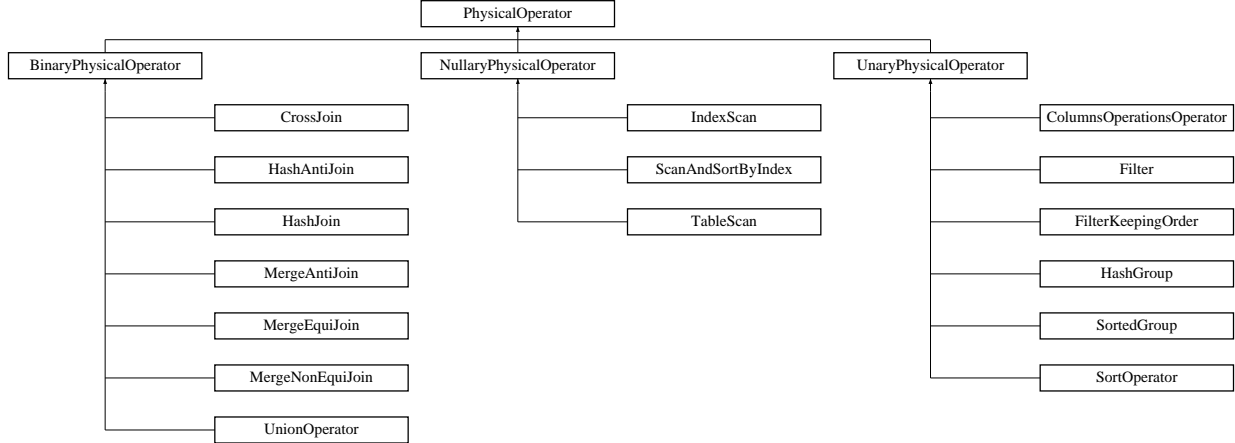 PhysicalOperator
BinaryPhysicalOperator
NullaryPhysicalOperator
UnaryPhysicalOperator
CrossJoin
IndexScan
ColumnsOperationsOperator
HashAntiJoin
ScanAndSortByIndex
Filter
HashJoin
TableScan
FilterKeepingOrder
MergeAntiJoin
HashGroup
MergeEquiJoin
SortedGroup
MergeNonEquiJoin
SortOperator
UnionOperator